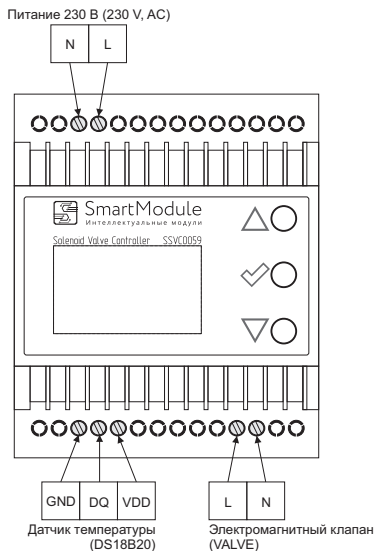 Питание 230 В (230 V, AC)
N L
SmartModule
Интеллектуальные модули
Solenoid Valve Controller SSVC0059
GND DQ VDD L N
Датчик температуры Электромагнитный клапан
(DS18B20) (VALVE)